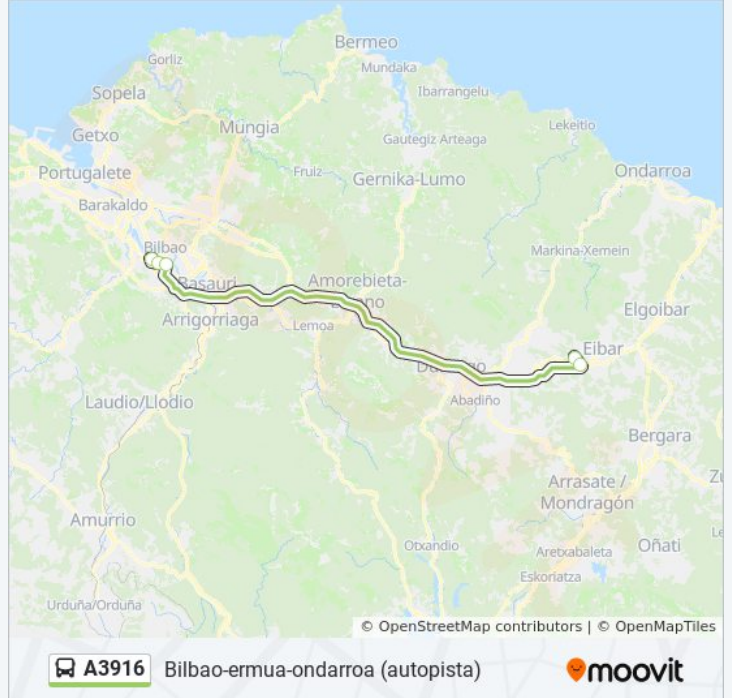 Bermeo
Gorliz
Mundaka
Sopela
Ibarrangelu
Getxo
Mungia
Lekeitio
Gautegiz Arteaga
Portugalete
Fruiz
Gernika-Lumo
Ondarroa
Barakaldo
Bilbao
Markina-Xemein
Basauri
Amorebieta-
Elgoibar
Arrigorriaga
Lemoa
Eibar
Abadiño
Laudio/Llodio
Bergara
Arrasate /
Mondragón
Amurrio
Otxandio
Aretxabaleta
Oñati
Eskoriatza
Urduña/Orduña
© OpenStreetMap contributors | © OpenMapTiles
A3916 Bilbao-ermua-ondarroa (autopista) moovit